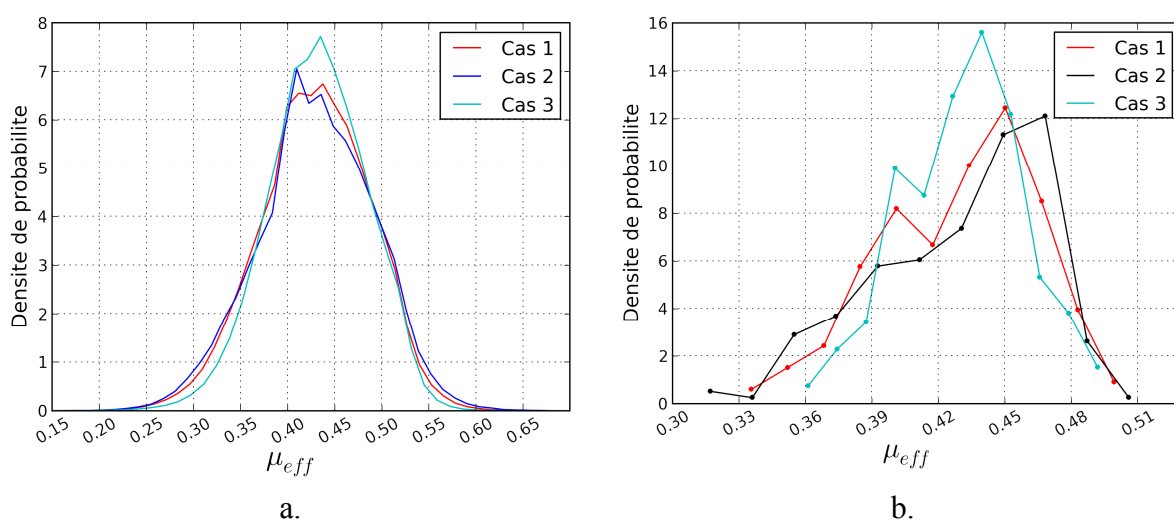 8
7
6
5
4
3
2
1
0
Densite de probabilite
0.15 0.20 0.25 0.30 0.35 0.40 0.45 0.50 0.55 0.60 0.65
μ_eff
Cas 1
Cas 2
Cas 3
a.
16
14
12
10
8
6
4
2
0
Densite de probabilite
0.30 0.33 0.36 0.39 0.42 0.45 0.48 0.51
μ_eff
Cas 1
Cas 2
Cas 3
b.